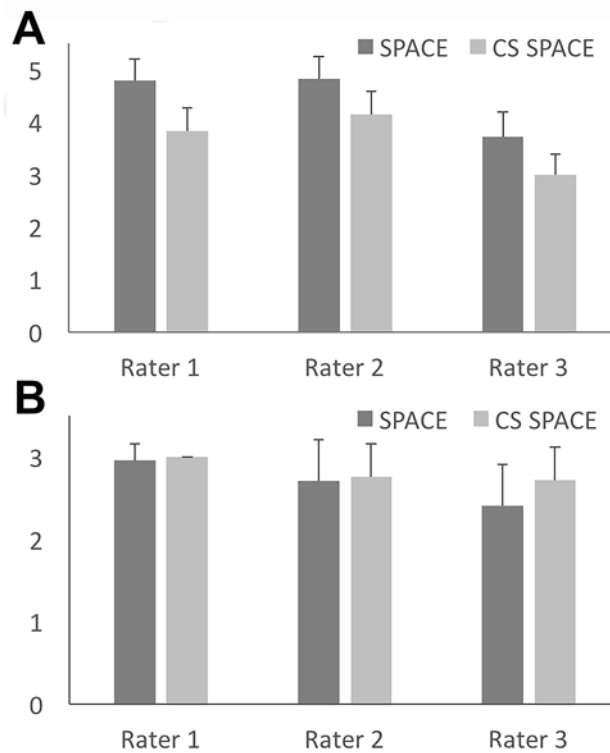 A
SPACE CS SPACE
5
4
3
2
1
0
Rater 1 Rater 2 Rater 3
B
SPACE CS SPACE
3
2
1
0
Rater 1 Rater 2 Rater 3